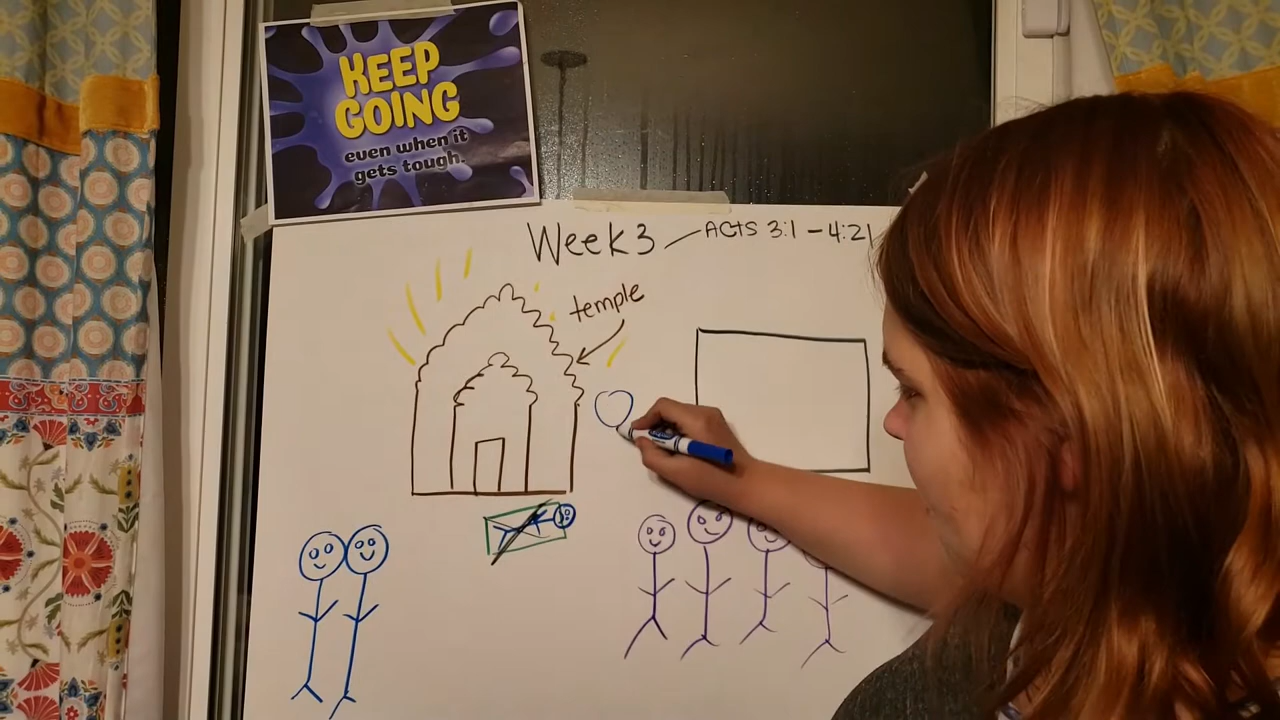 KEEP
GOING
even when it
gets tough.
Week 3 — Acts 3:1 - 4:21
temple